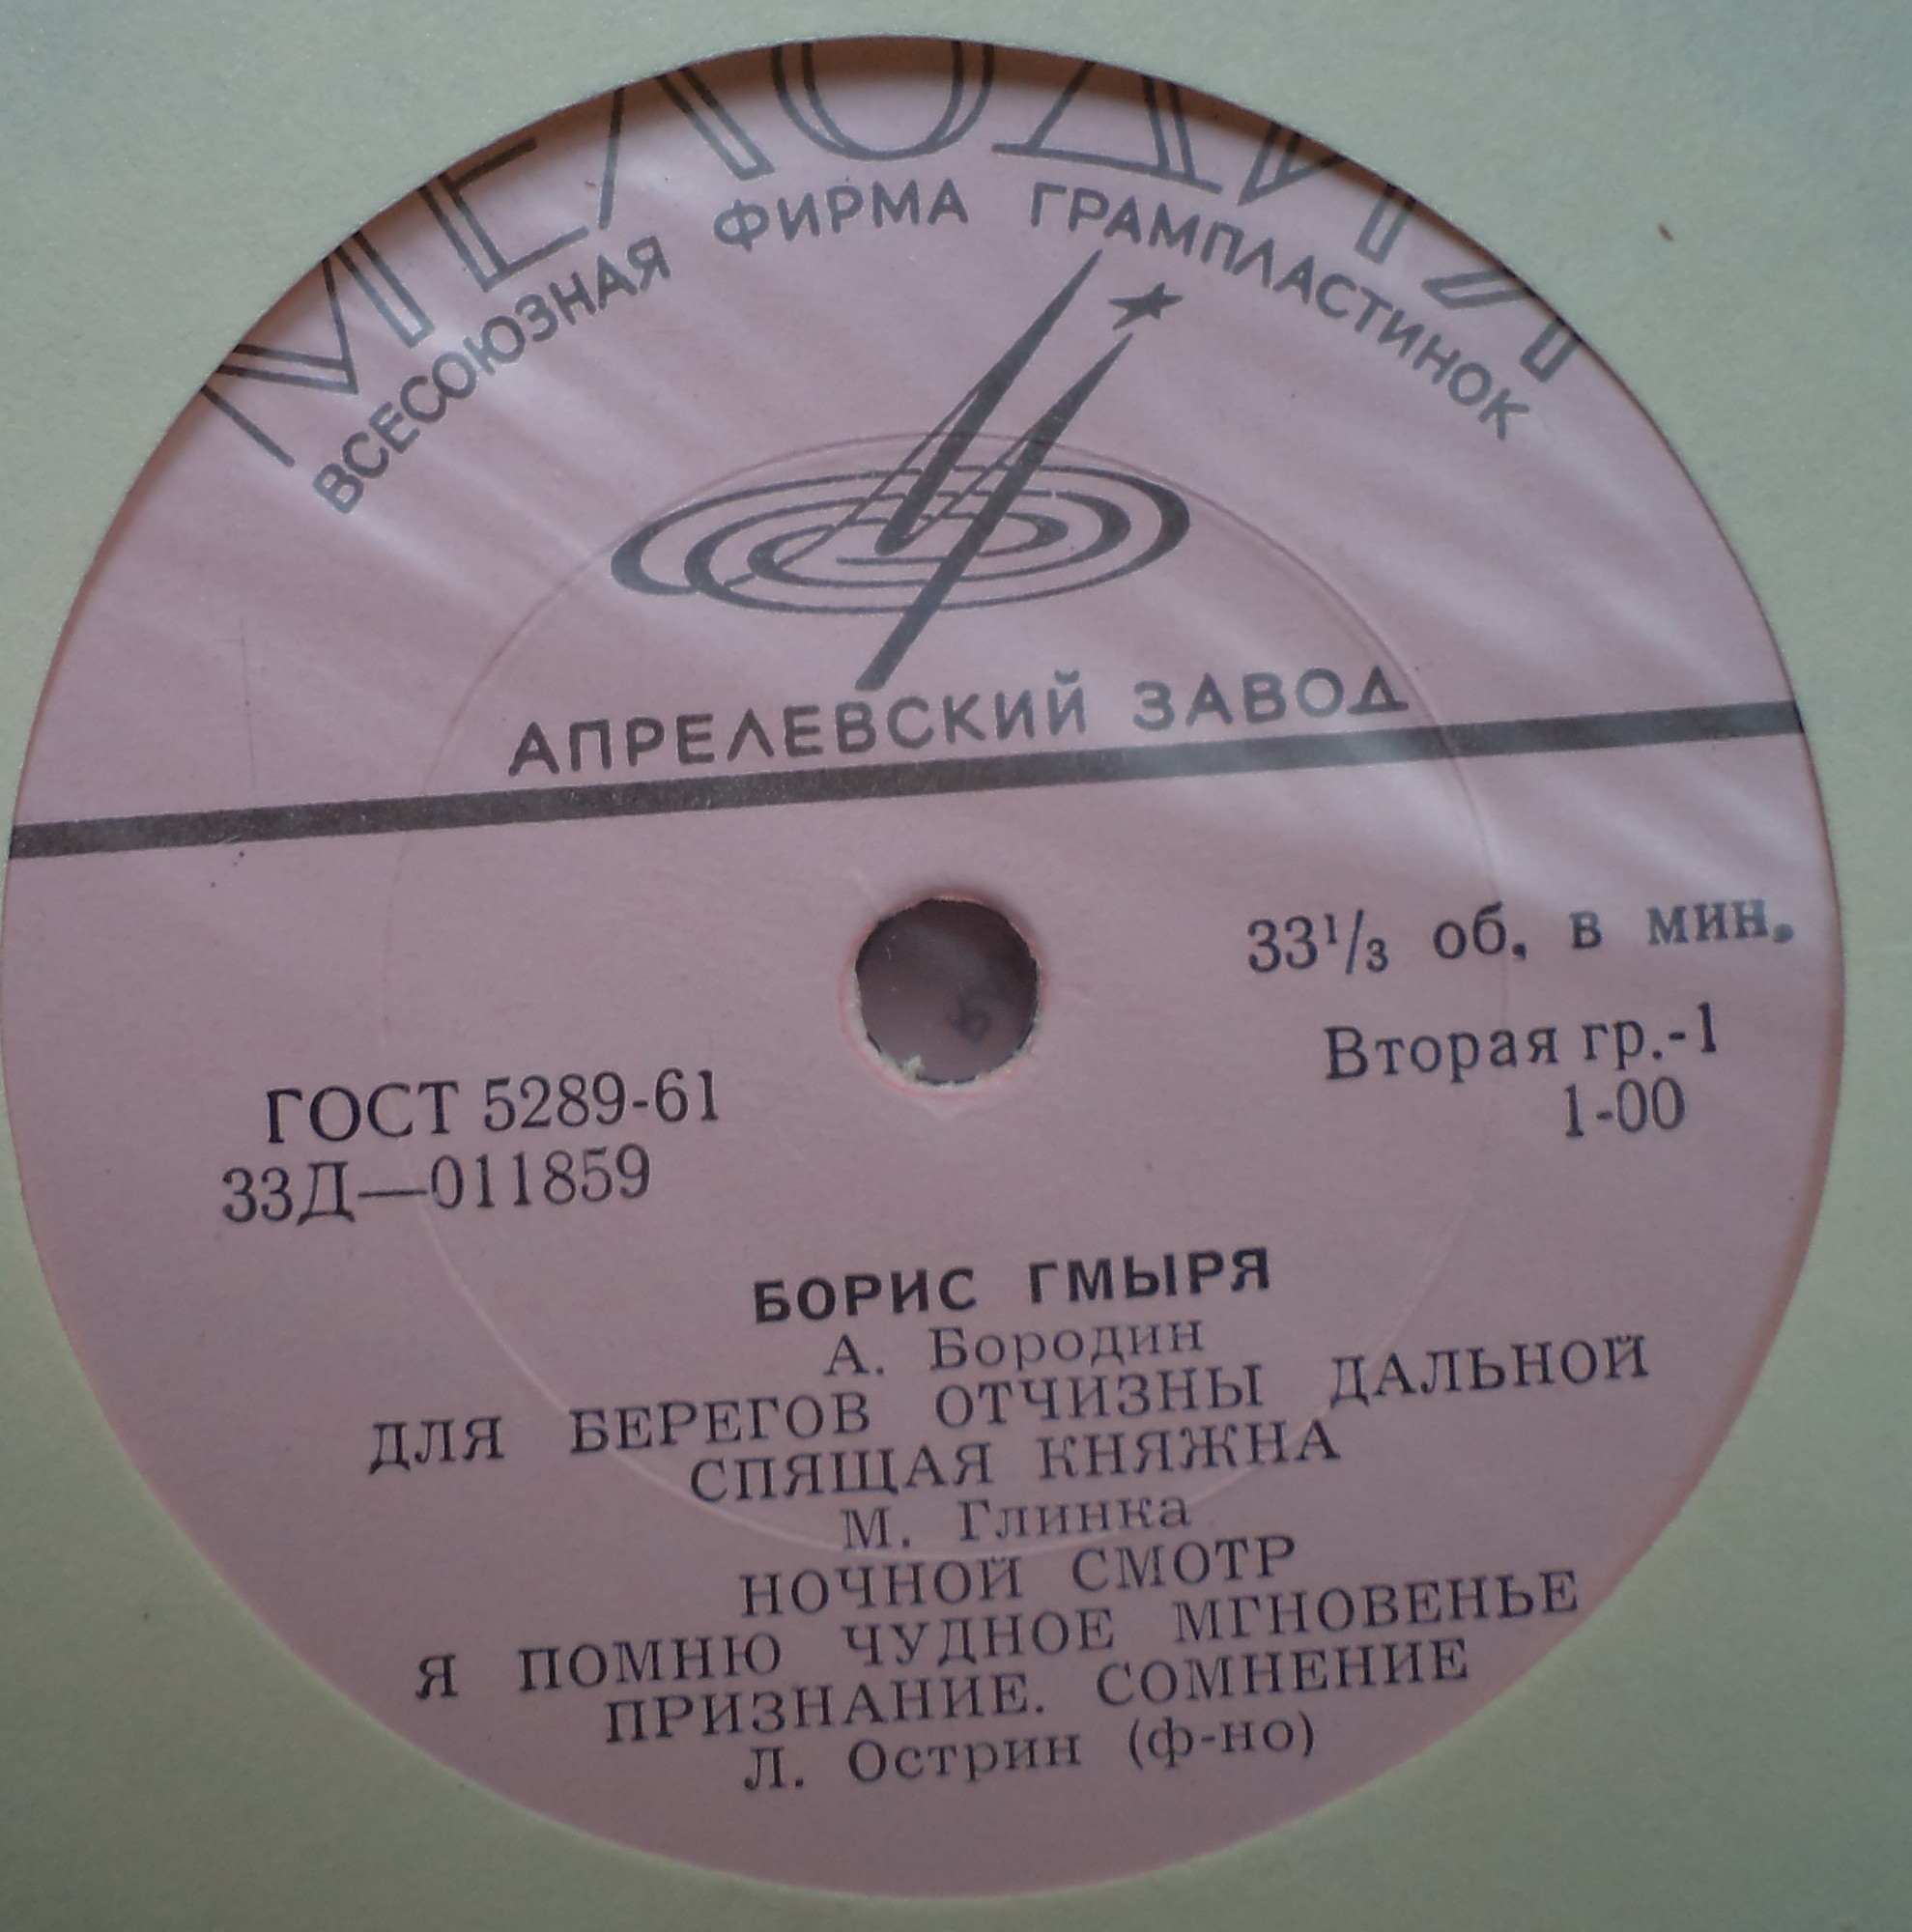 МЕЛОДИЯ
ВСЕСОЮЗНАЯ ФИРМА ГРАМПЛАСТИНОК
АПРЕЛЕВСКИЙ ЗАВОД
33⅓ об. в мин.
Вторая гр.-1
1-00
ГОСТ 5289-61
33Д—011859
БОРИС ГМЫРЯ
А. Бородин
ДЛЯ БЕРЕГОВ ОТЧИЗНЫ ДАЛЬНОЙ
СПЯЩАЯ КНЯЖНА
М. Глинка
НОЧНОЙ СМОТР
Я ПОМНЮ ЧУДНОЕ МГНОВЕНЬЕ
ПРИЗНАНИЕ. СОМНЕНИЕ
Л. Острин (ф-но)